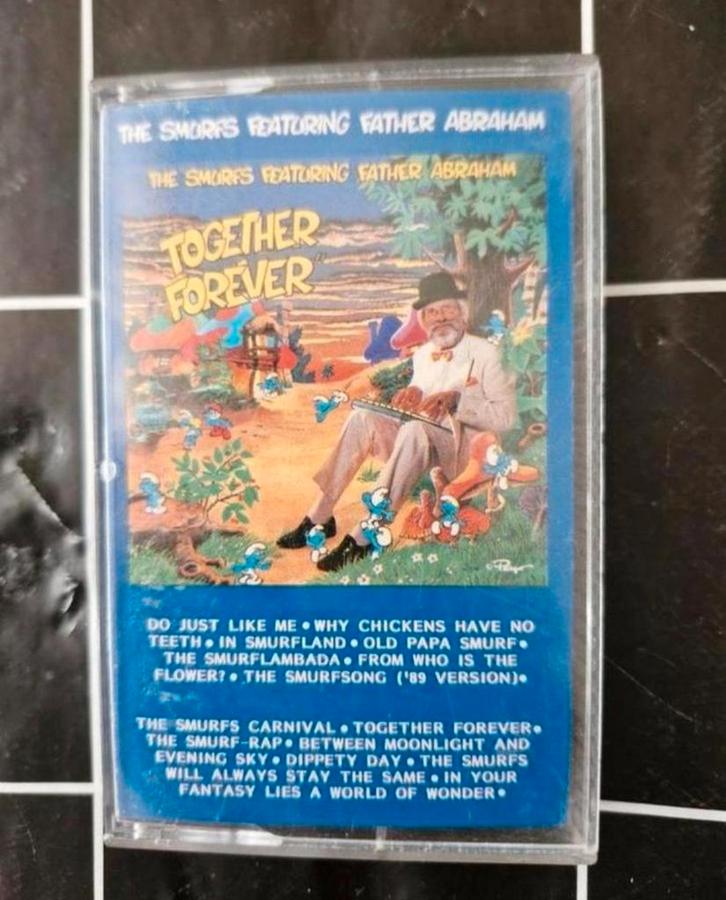 THE SMURFS FEATURING FATHER ABRAHAM
THE SMURFS FEATURING FATHER ABRAHAM
TOGETHER
FOREVER"
DO JUST LIKE ME • WHY CHICKENS HAVE NO
TEETH • IN SMURFLAND • OLD PAPA SMURF •
THE SMURFLAMBADA • FROM WHO IS THE
FLOWER? • THE SMURFSONG ('89 VERSION) •
THE SMURFS CARNIVAL • TOGETHER FOREVER •
THE SMURF-RAP • BETWEEN MOONLIGHT AND
EVENING SKY • DIPPETY DAY • THE SMURFS
WILL ALWAYS STAY THE SAME • IN YOUR
FANTASY LIES A WORLD OF WONDER •